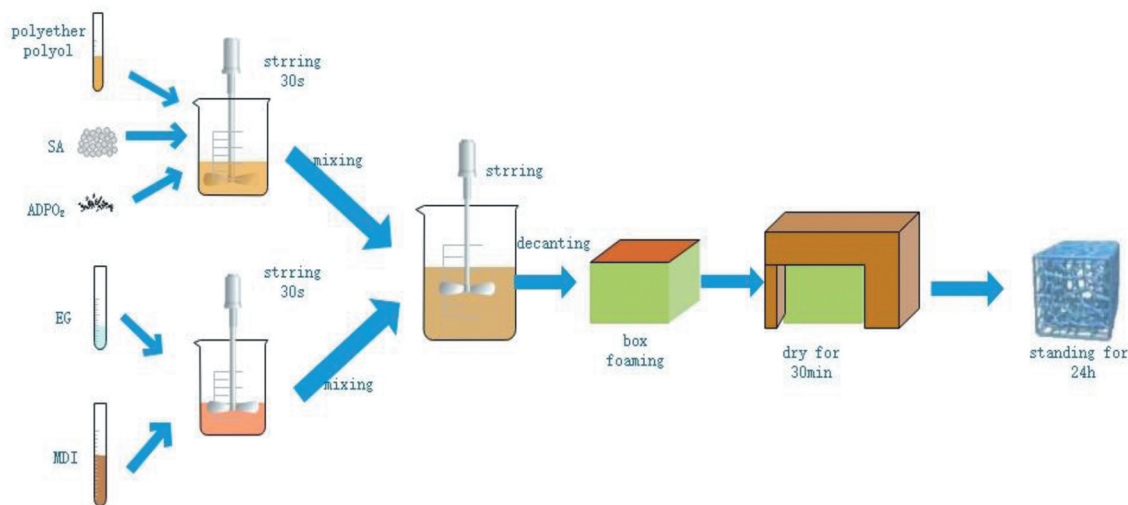 polyether
polyol
strring
30s
SA
ADPO₂
mixing
strring
decanting
EG
strring
30s
mixing
MDI
box
foaming
dry for
30min
standing for
24h